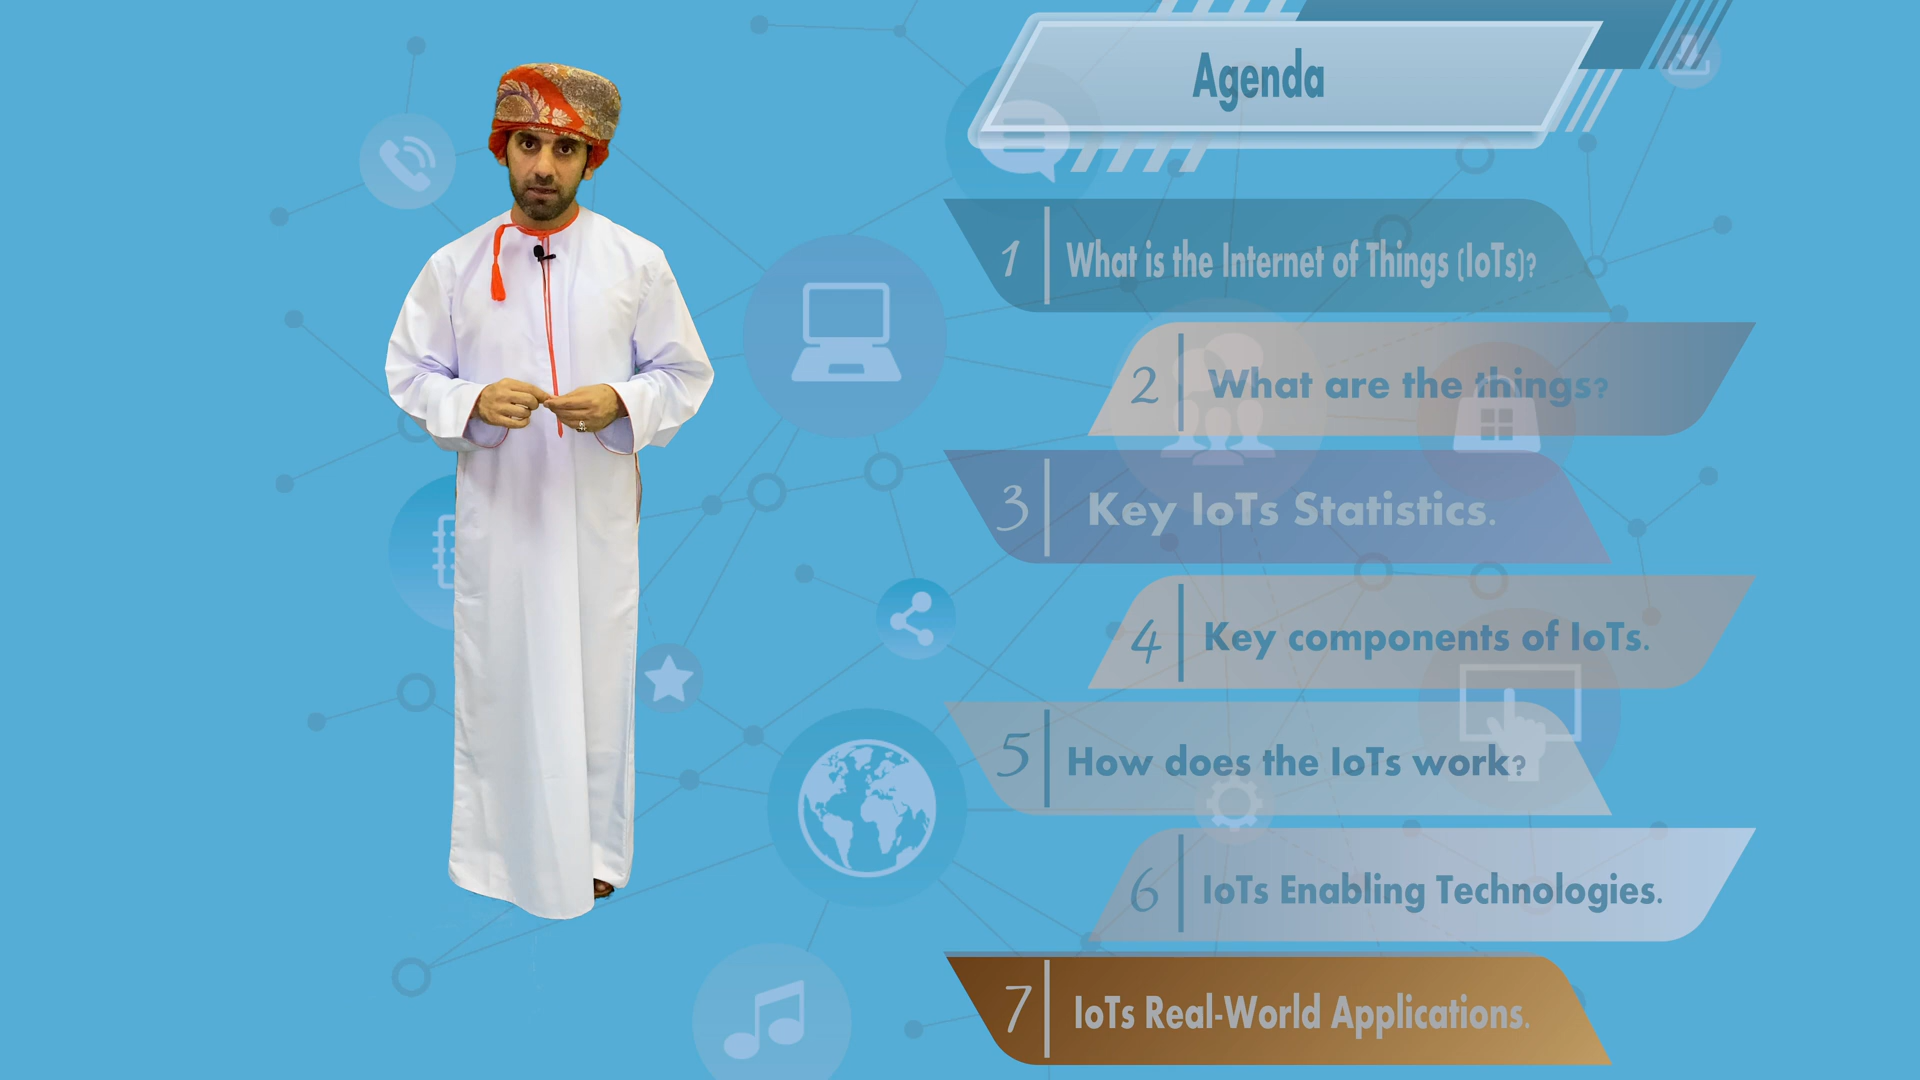 Agenda
1 What is the Internet of Things (IoTs)?
2 What are the things?
3 Key IoTs Statistics.
4 Key components of IoTs.
5 How does the IoTs work?
6 IoTs Enabling Technologies.
7 IoTs Real-World Applications.